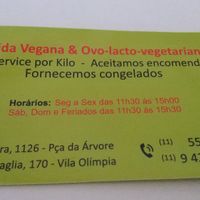 da Vegana & Ovo-lacto-vegetarian
ervice por Kilo - Aceitamos encomend
Fornecemos congelados
Horários: Seg a Sex das 11h30 às 15h00
Sáb, Dom e Feriados das 11h30 às 15h30
ra, 1126 - Pça da Árvore
aglia, 170 - Vila Olímpia
(11) 55
(11) 9 4